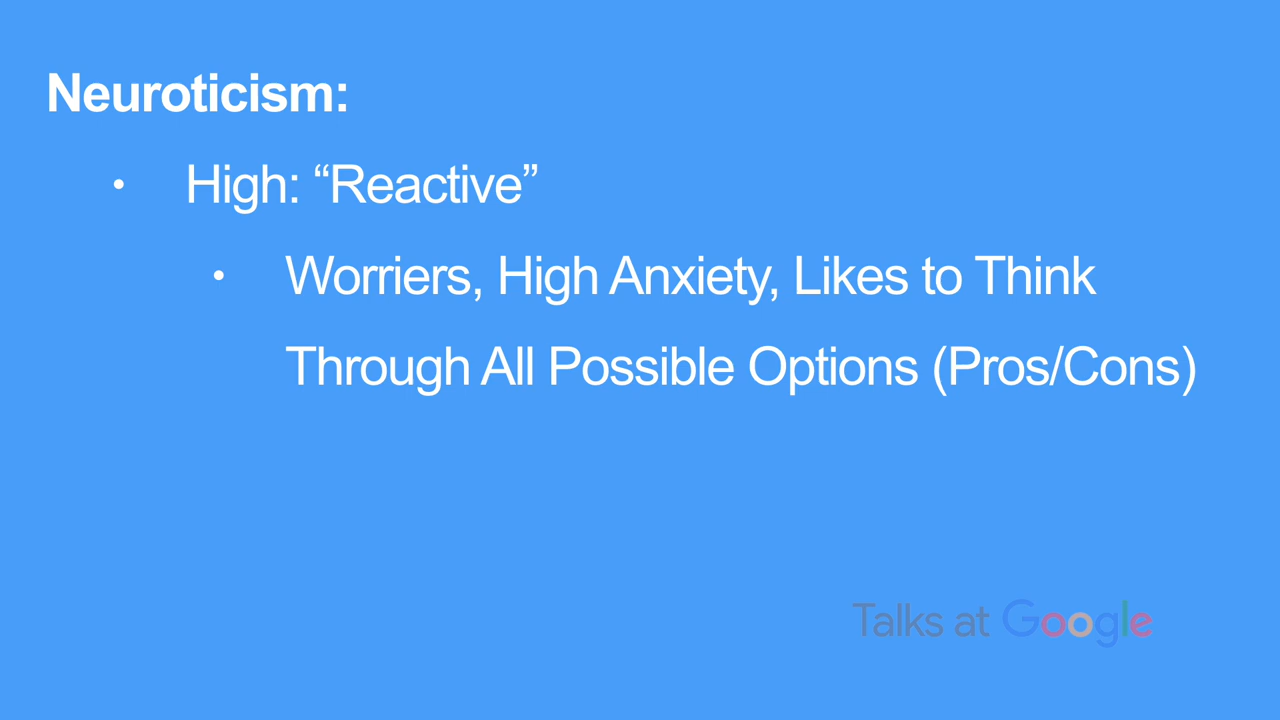 Neuroticism:
• High: “Reactive”
• Worriers, High Anxiety, Likes to Think
Through All Possible Options (Pros/Cons)
Talks at Google